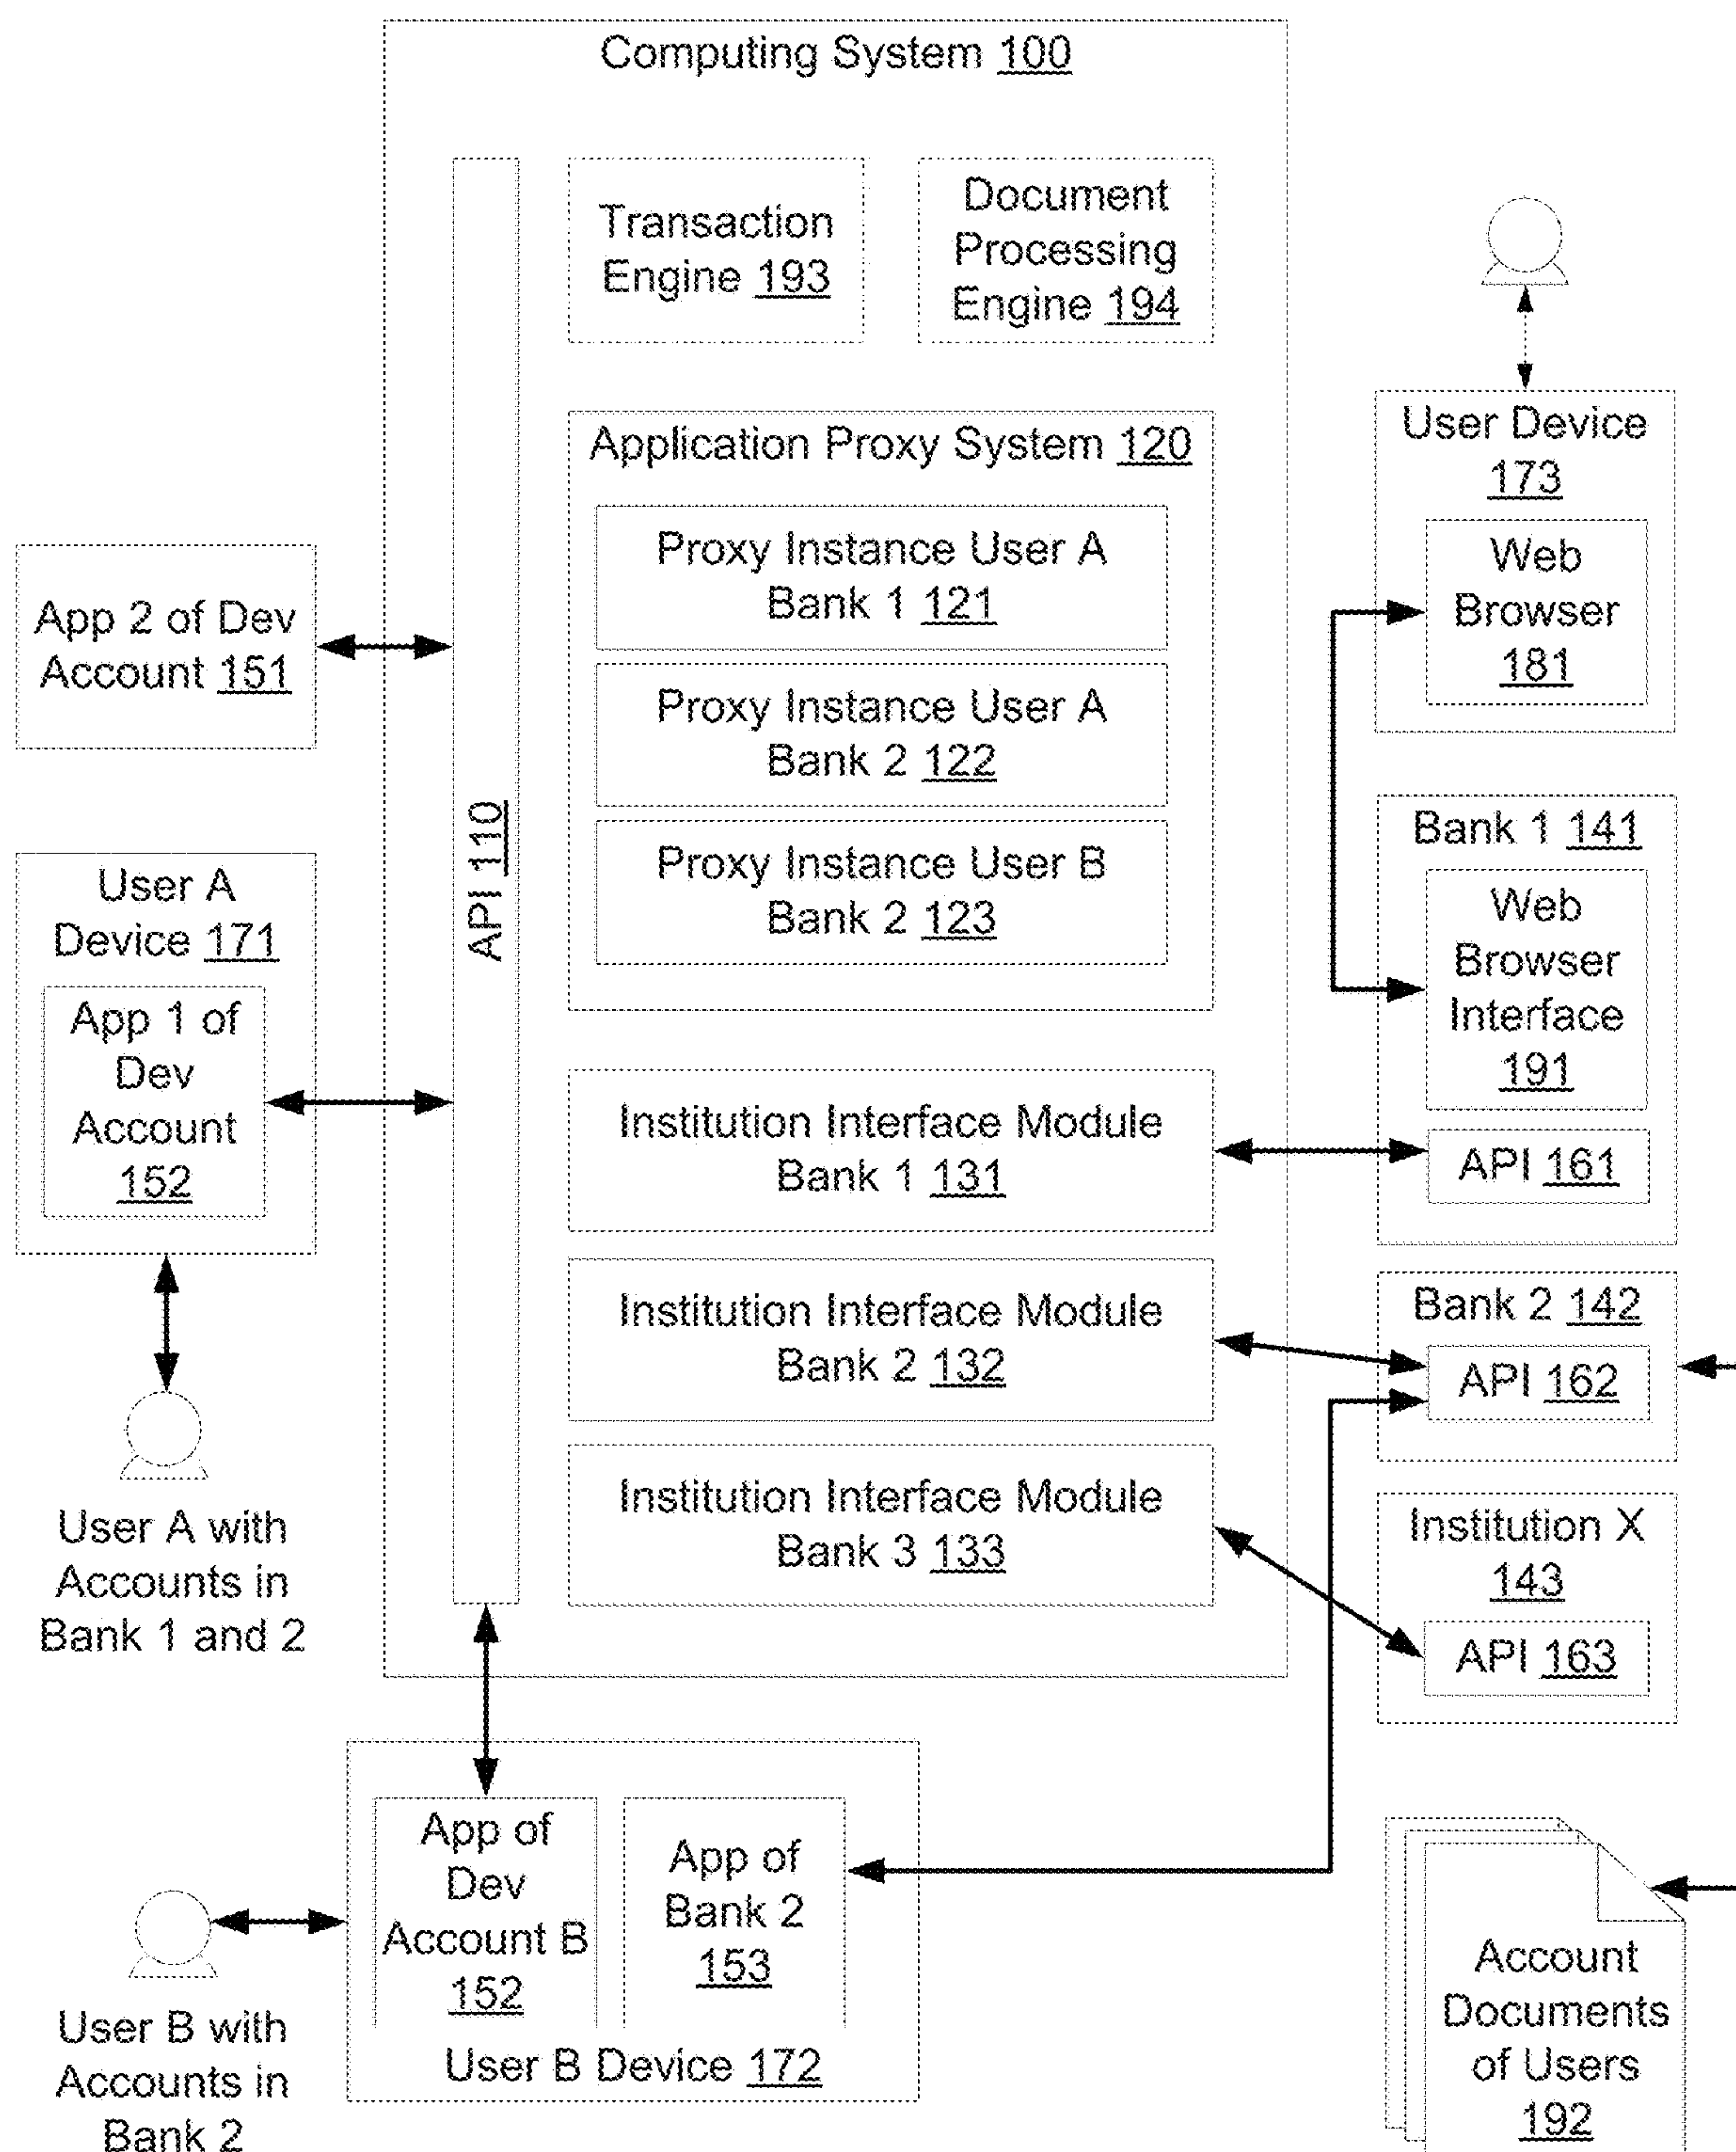 Computing System 100
Transaction
Engine 193
Document
Processing
Engine 194
Application Proxy System 120
Proxy Instance User A
Bank 1 121
Proxy Instance User A
Bank 2 122
Proxy Instance User B
Bank 2 123
API 110
App 2 of Dev
Account 151
User A
Device 171
App 1 of
Dev
Account
152
User A with
Accounts in
Bank 1 and 2
Institution Interface Module
Bank 1 131
Institution Interface Module
Bank 2 132
Institution Interface Module
Bank 3 133
User Device
173
Web
Browser
181
Bank 1 141
Web
Browser
Interface
191
API 161
Bank 2 142
API 162
Institution X
143
API 163
App of
Dev
Account B
152
App of
Bank 2
153
User B Device 172
User B with
Accounts in
Bank 2
Account
Documents
of Users
192